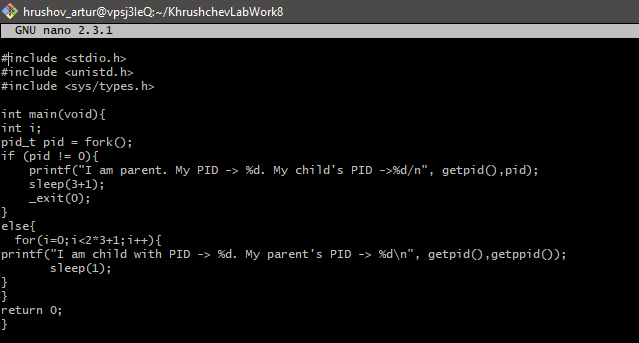 hrushov_artur@vpsj3leQ:~/KhrushchevLabWork8
GNU nano 2.3.1
#include <stdio.h>
#include <unistd.h>
#include <sys/types.h>
int main(void){
int i;
pid_t pid = fork();
if (pid != 0){
    printf("I am parent. My PID -> %d. My child's PID ->%d/n", getpid(),pid);
    sleep(3+1);
    _exit(0);
}
else{
  for(i=0;i<2*3+1;i++){
printf("I am child with PID -> %d. My parent's PID -> %d\n", getpid(),getppid());
       sleep(1);
}
}
return 0;
}